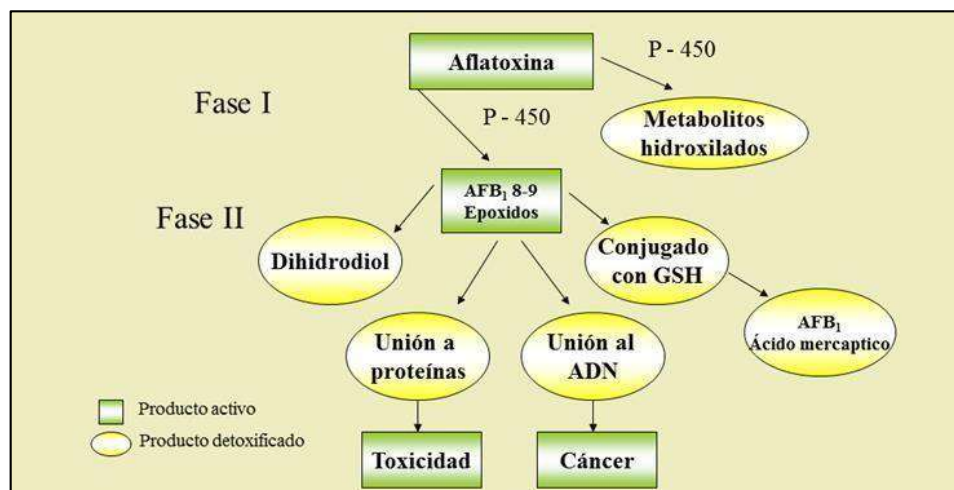 P - 450
Aflatoxina
Fase I
P - 450
Metabolitos
hidroxilados
AFB₁ 8-9
Epoxidos
Fase II
Dihidrodiol
Conjugado
con GSH
AFB₁
Ácido mercaptico
Unión a
proteínas
Unión al
ADN
Producto activo
Producto detoxificado
Toxicidad
Cáncer